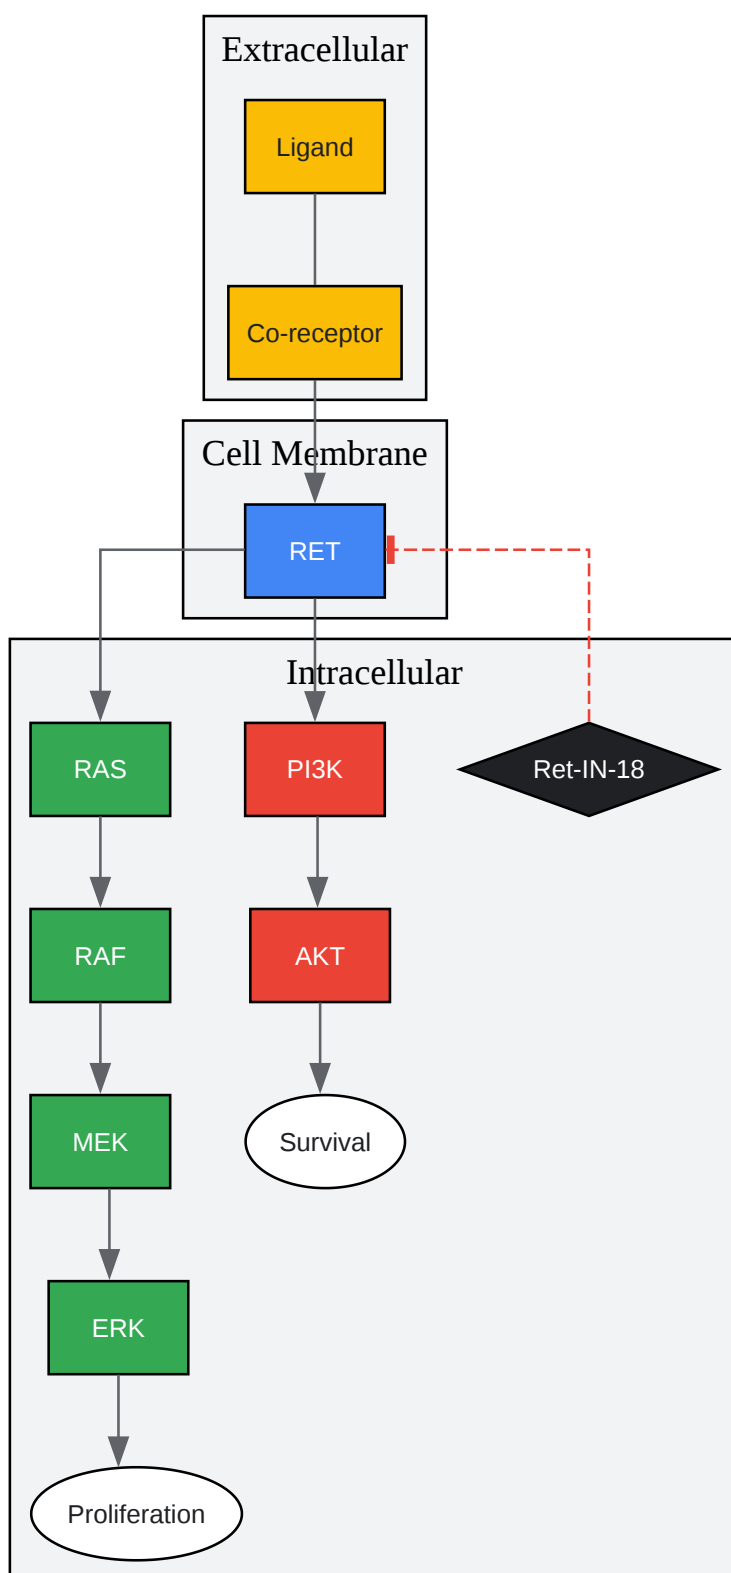 Extracellular
Ligand
Co-receptor
Cell Membrane
RET
Intracellular
RAS
PI3K
Ret-IN-18
RAF
AKT
MEK
Survival
ERK
Proliferation